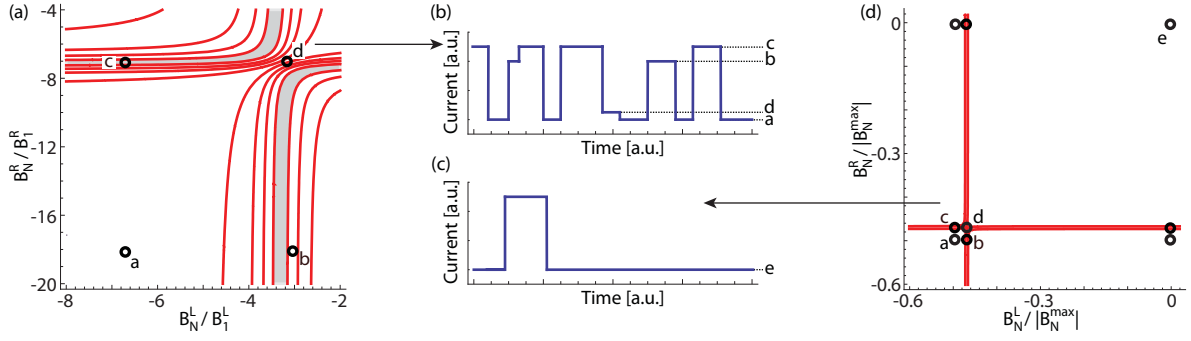 (a)
-4
-8
-12
-16
-20
B_N^R / B_1^R
c
d
a
b
-8
-6
-4
-2
B_N^L / B_1^L
(b)
Current [a.u.]
c
b
d
a
Time [a.u.]
(c)
Current [a.u.]
e
Time [a.u.]
(d)
0
-0.3
-0.6
B_N^R / |B_N^max|
e
c
d
a
b
-0.6
-0.3
0
B_N^L / |B_N^max|